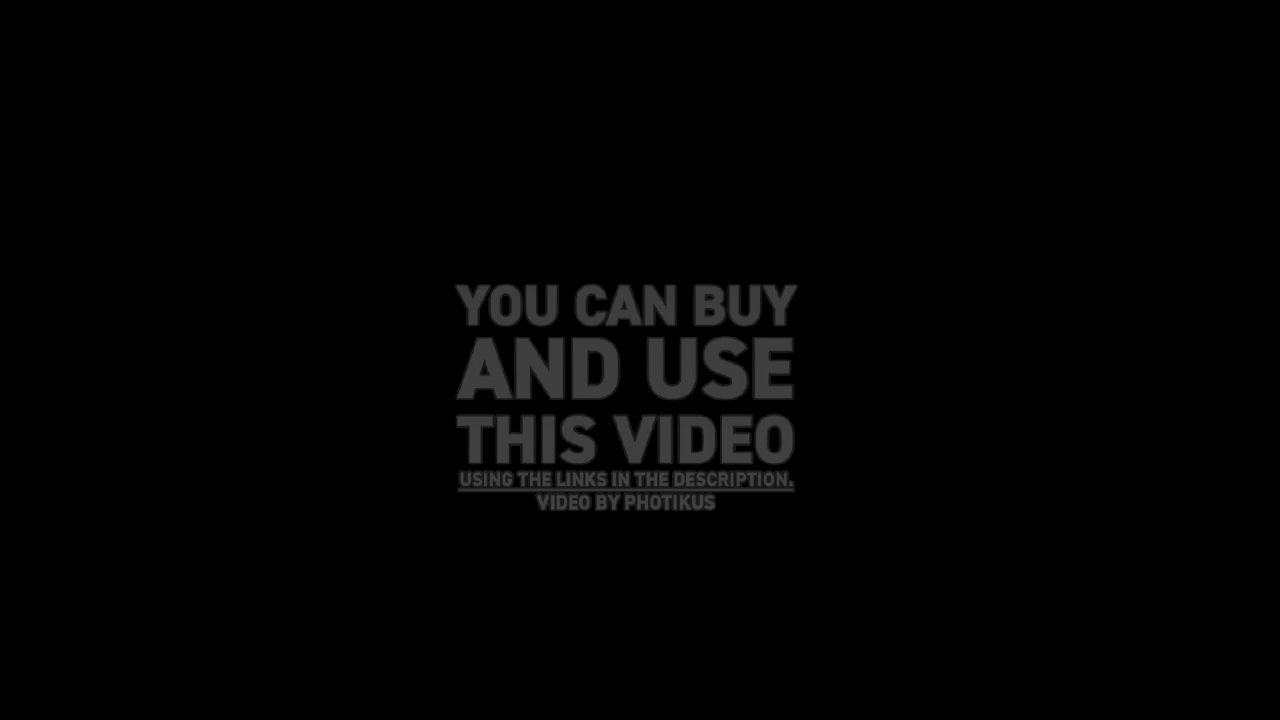 YOU CAN BUY
AND USE
THIS VIDEO
USING THE LINKS IN THE DESCRIPTION.
VIDEO BY PHOTIKUS